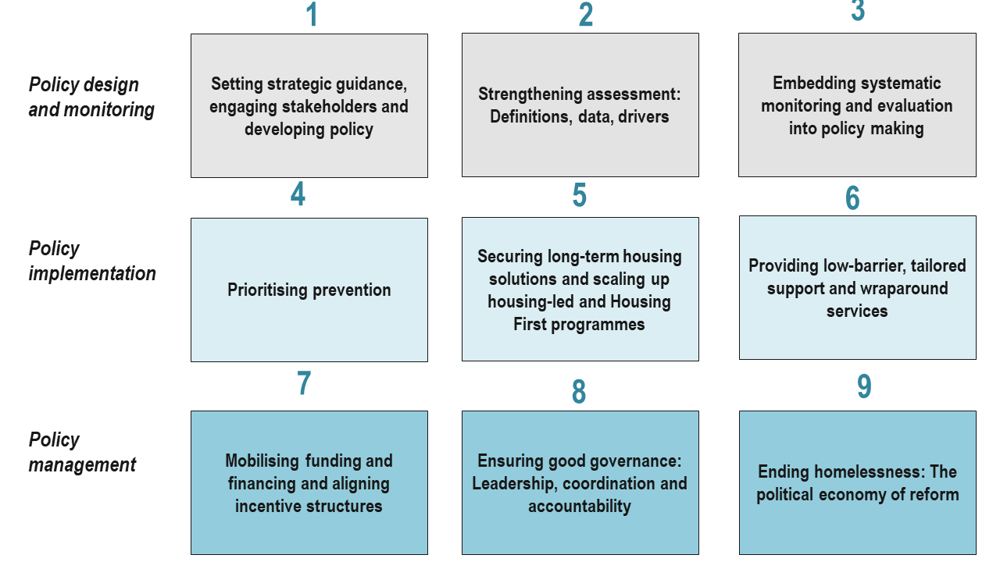 1
2
3
Policy design
and monitoring
Setting strategic guidance,
engaging stakeholders and
developing policy
Strengthening assessment:
Definitions, data, drivers
Embedding systematic
monitoring and evaluation
into policy making
4
5
6
Policy
implementation
Prioritising prevention
Securing long-term housing
solutions and scaling up
housing-led and Housing
First programmes
Providing low-barrier, tailored
support and wraparound
services
7
8
9
Policy
management
Mobilising funding and
financing and aligning
incentive structures
Ensuring good governance:
Leadership, coordination and
accountability
Ending homelessness: The
political economy of reform